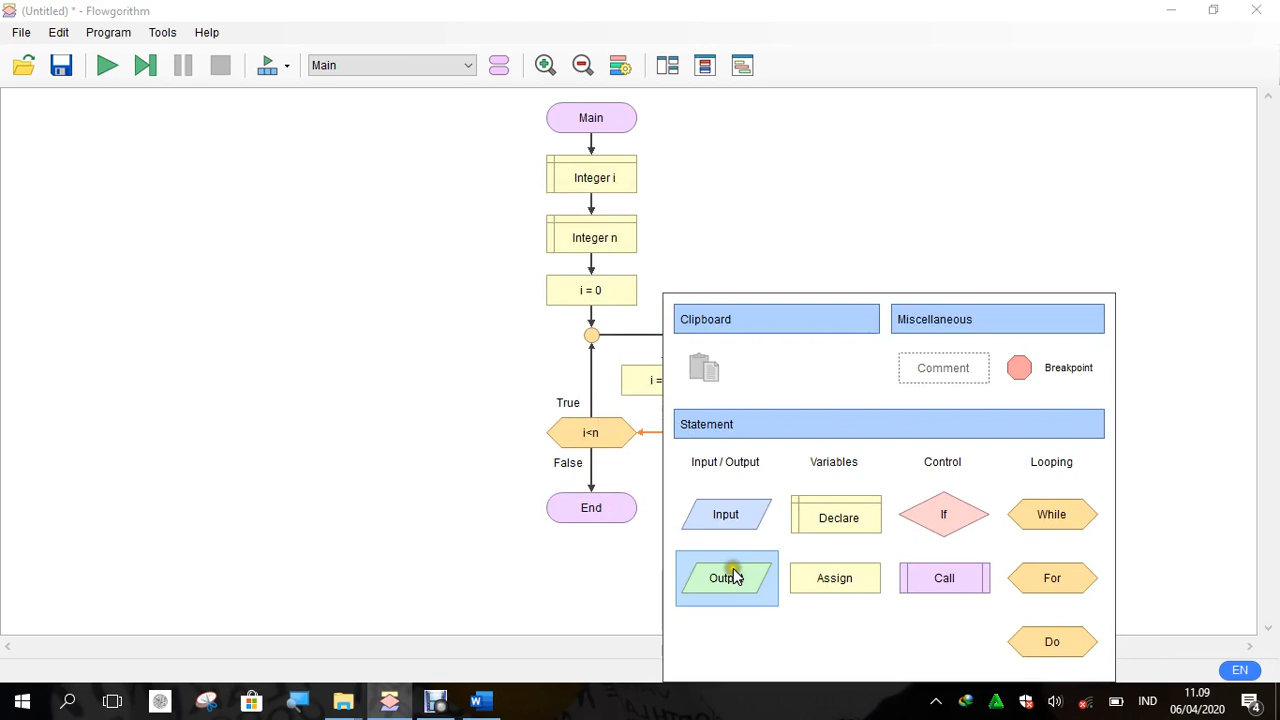 (Untitled) * - Flowgorithm
File Edit Program Tools Help
Main
Main
Integer i
Integer n
i = 0
i =
True
i<n
False
End
Clipboard Miscellaneous
Comment Breakpoint
Statement
Input / Output Variables Control Looping
Input Declare If While
Output Assign Call For
Do
EN
IND 11.09
06/04/2020
4